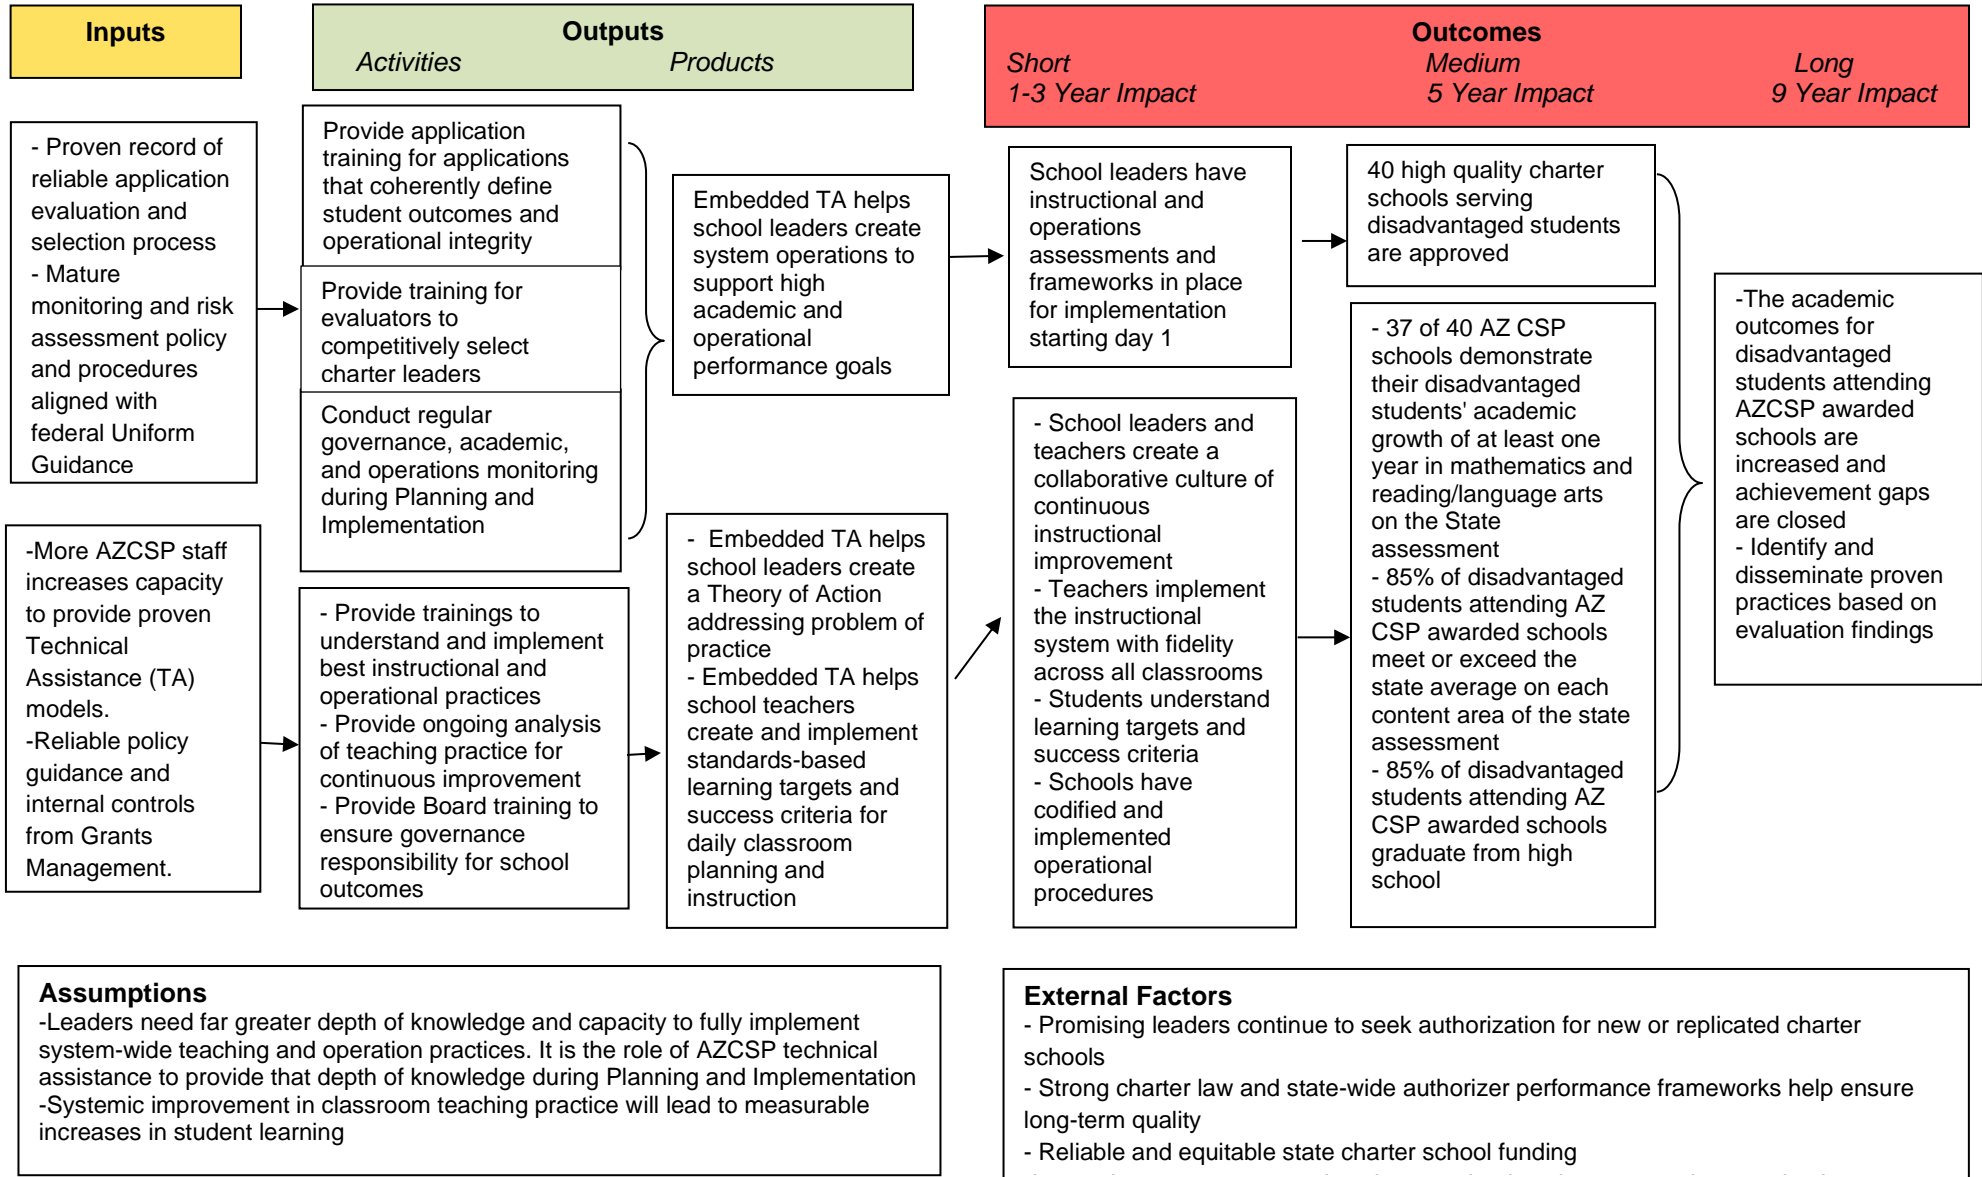 Inputs
Outputs
Activities
Products
Outcomes
Short
1-3 Year Impact
Medium
5 Year Impact
Long
9 Year Impact
- Proven record of
reliable application
evaluation and
selection process
- Mature
monitoring and risk
assessment policy
and procedures
aligned with
federal Uniform
Guidance
-More AZCSP staff
increases capacity
to provide proven
Technical
Assistance (TA)
models.
-Reliable policy
guidance and
internal controls
from Grants
Management.
Provide application
training for applications
that coherently define
student outcomes and
operational integrity
Provide training for
evaluators to
competitively select
charter leaders
Conduct regular
governance, academic,
and operations monitoring
during Planning and
Implementation
- Provide trainings to
understand and implement
best instructional and
operational practices
- Provide ongoing analysis
of teaching practice for
continuous improvement
- Provide Board training to
ensure governance
responsibility for school
outcomes
Embedded TA helps
school leaders create
system operations to
support high
academic and
operational
performance goals
- Embedded TA helps
school leaders create
a Theory of Action
addressing problem of
practice
- Embedded TA helps
school teachers
create and implement
standards-based
learning targets and
success criteria for
daily classroom
planning and
instruction
School leaders have
instructional and
operations
assessments and
frameworks in place
for implementation
starting day 1
- School leaders and
teachers create a
collaborative culture of
continuous
instructional
improvement
- Teachers implement
the instructional
system with fidelity
across all classrooms
- Students understand
learning targets and
success criteria
- Schools have
codified and
implemented
operational
procedures
40 high quality charter
schools serving
disadvantaged students
are approved
- 37 of 40 AZ CSP
schools demonstrate
their disadvantaged
students' academic
growth of at least one
year in mathematics and
reading/language arts
on the State
assessment
- 85% of disadvantaged
students attending AZ
CSP awarded schools
meet or exceed the
state average on each
content area of the state
assessment
- 85% of disadvantaged
students attending AZ
CSP awarded schools
graduate from high
school
-The academic
outcomes for
disadvantaged
students attending
AZCSP awarded
schools are
increased and
achievement gaps
are closed
- Identify and
disseminate proven
practices based on
evaluation findings
Assumptions
-Leaders need far greater depth of knowledge and capacity to fully implement
system-wide teaching and operation practices. It is the role of AZCSP technical
assistance to provide that depth of knowledge during Planning and Implementation
-Systemic improvement in classroom teaching practice will lead to measurable
increases in student learning
External Factors
- Promising leaders continue to seek authorization for new or replicated charter
schools
- Strong charter law and state-wide authorizer performance frameworks help ensure
long-term quality
- Reliable and equitable state charter school funding